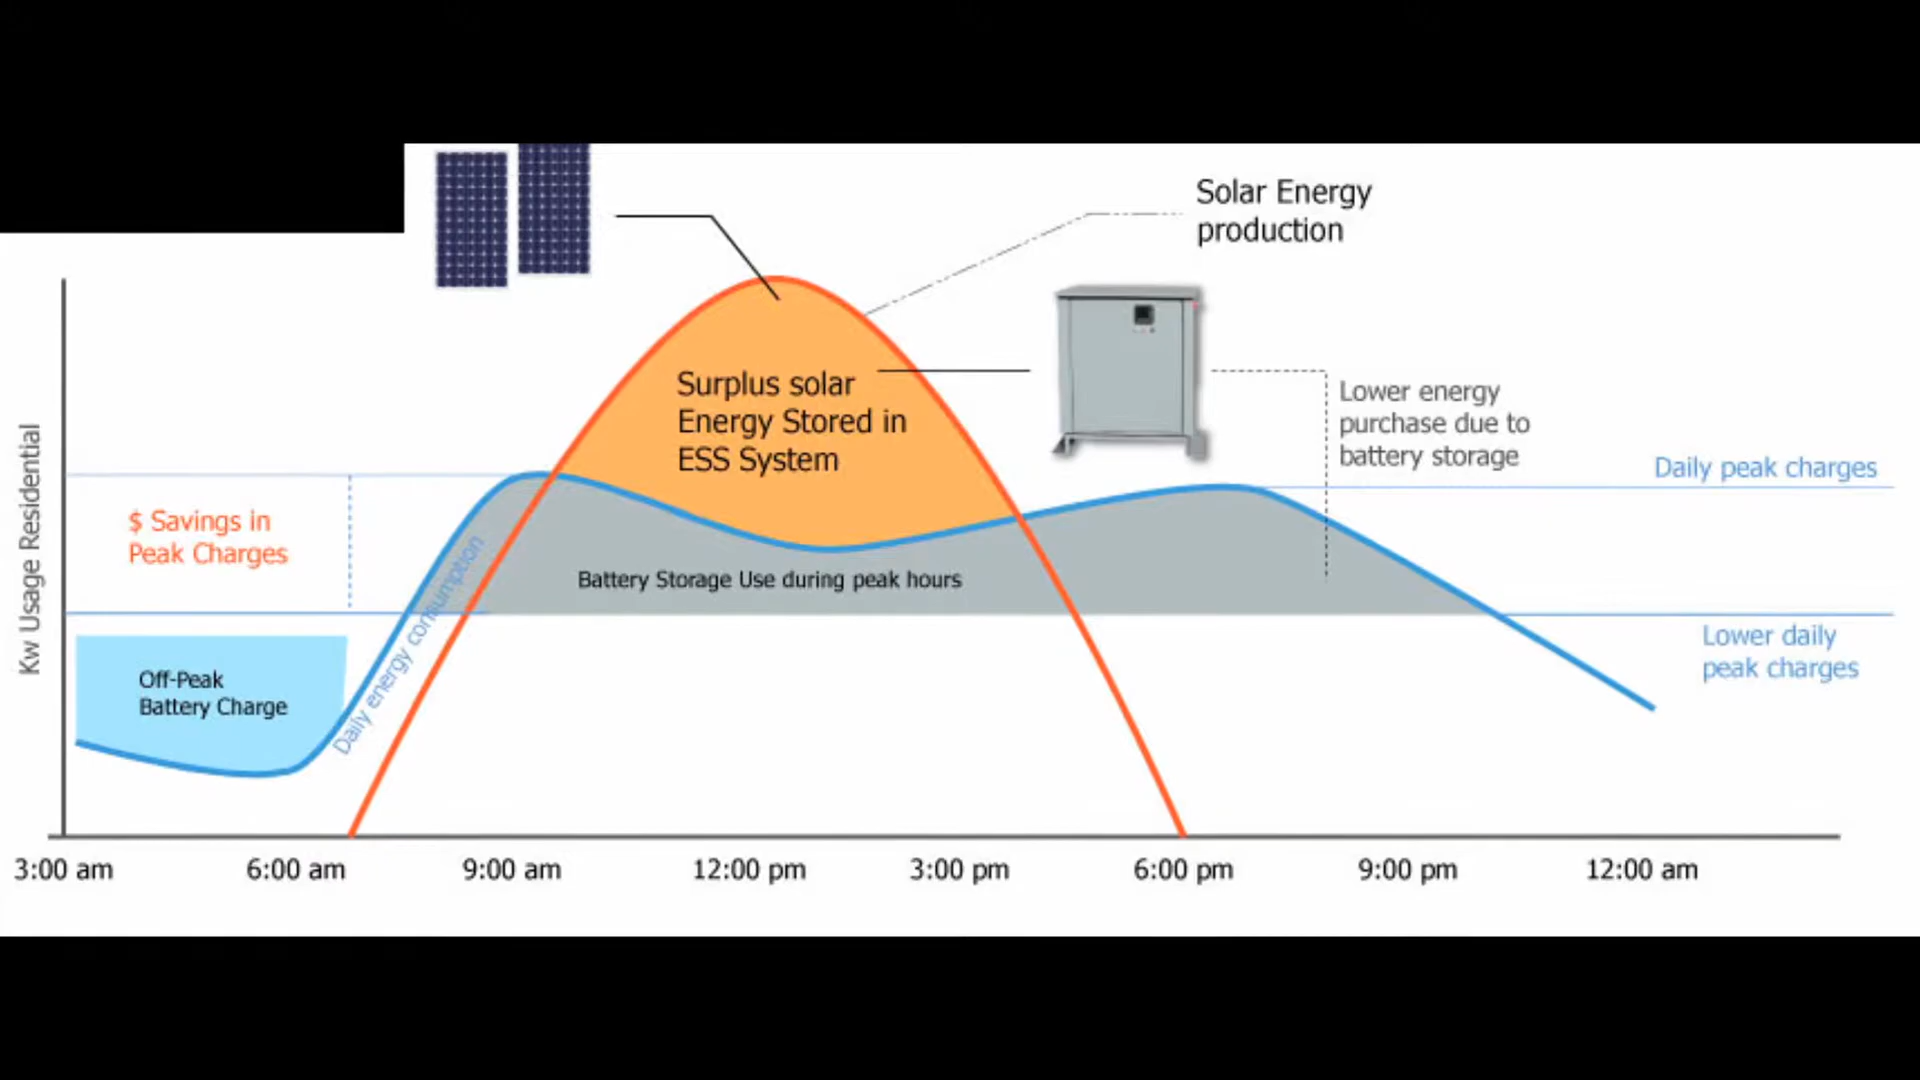 Solar Energy
production
Surplus solar
Energy Stored in
ESS System
Lower energy
purchase due to
battery storage
Daily peak charges
$ Savings in
Peak Charges
Kw Usage Residential
Battery Storage Use during peak hours
Daily energy consumption
Lower daily
peak charges
Off-Peak
Battery Charge
3:00 am 6:00 am 9:00 am 12:00 pm 3:00 pm 6:00 pm 9:00 pm 12:00 am